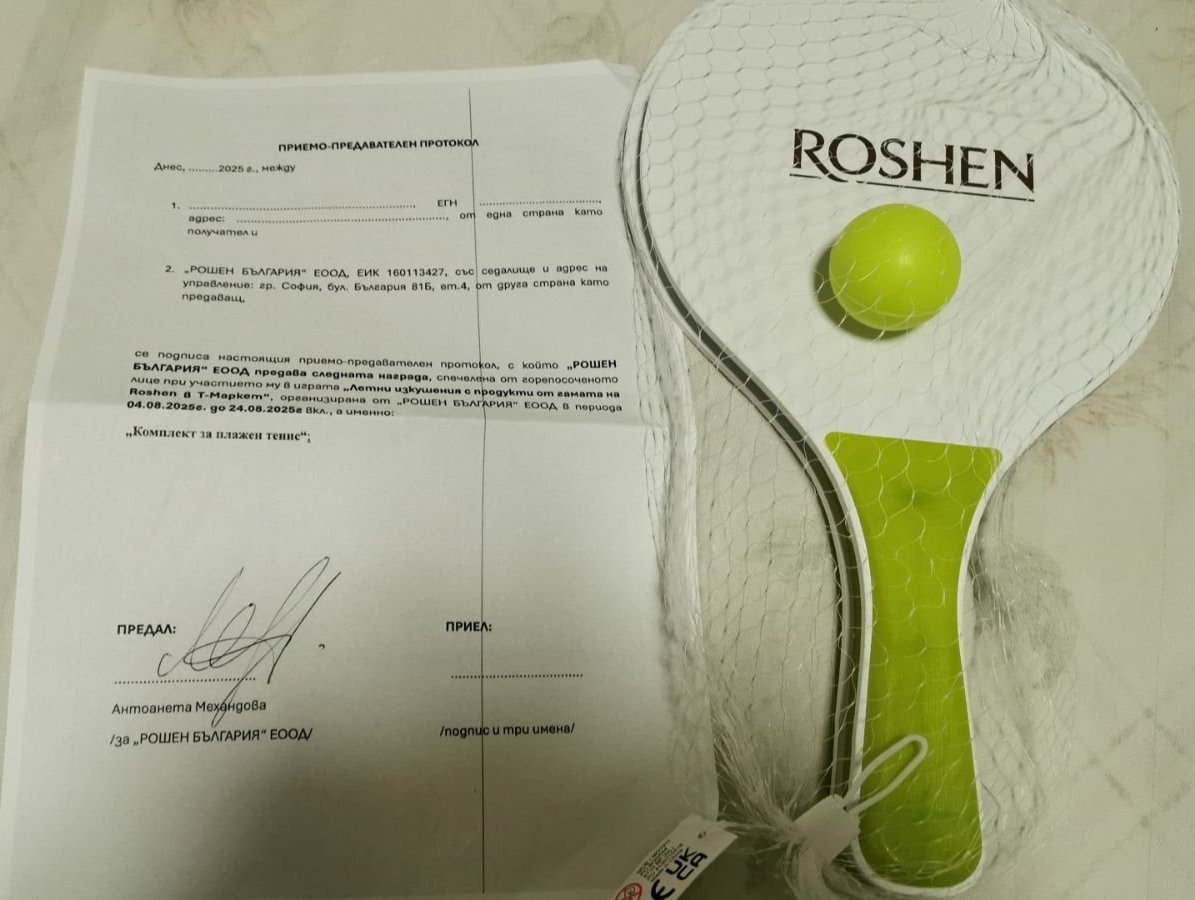 ПРИЕМО-ПРЕДАВАТЕЛЕН ПРОТОКОЛ
Днес, .........2025 г., между
1. ......................................................, ЕГН .............................,
адрес: ...................................................., от една страна като
получател и
2. „РОШЕН БЪЛГАРИЯ“ ЕООД, ЕИК 160113427, със седалище и адрес на
управление: гр. София, бул. България 81Б, ет.4, от друга страна като
предаващ,
се подписа настоящия приемо-предавателен протокол, с който „РОШЕН
БЪЛГАРИЯ“ ЕООД предава следната награда, спечелена от горепосоченото
лице при участието му в играта „Летни изкушения с продукти от гамата на
Roshen в Т-Маркет“, организирана от „РОШЕН БЪЛГАРИЯ“ ЕООД в периода
04.08.2025г. до 24.08.2025г вкл., а именно:
„Комплект за плажен тенис“;
ПРЕДАЛ:
ПРИЕЛ:
Антоанета Механдова
/за „РОШЕН БЪЛГАРИЯ“ ЕООД/
/подпис и три имена/
ROSHEN
CE
UK
CA